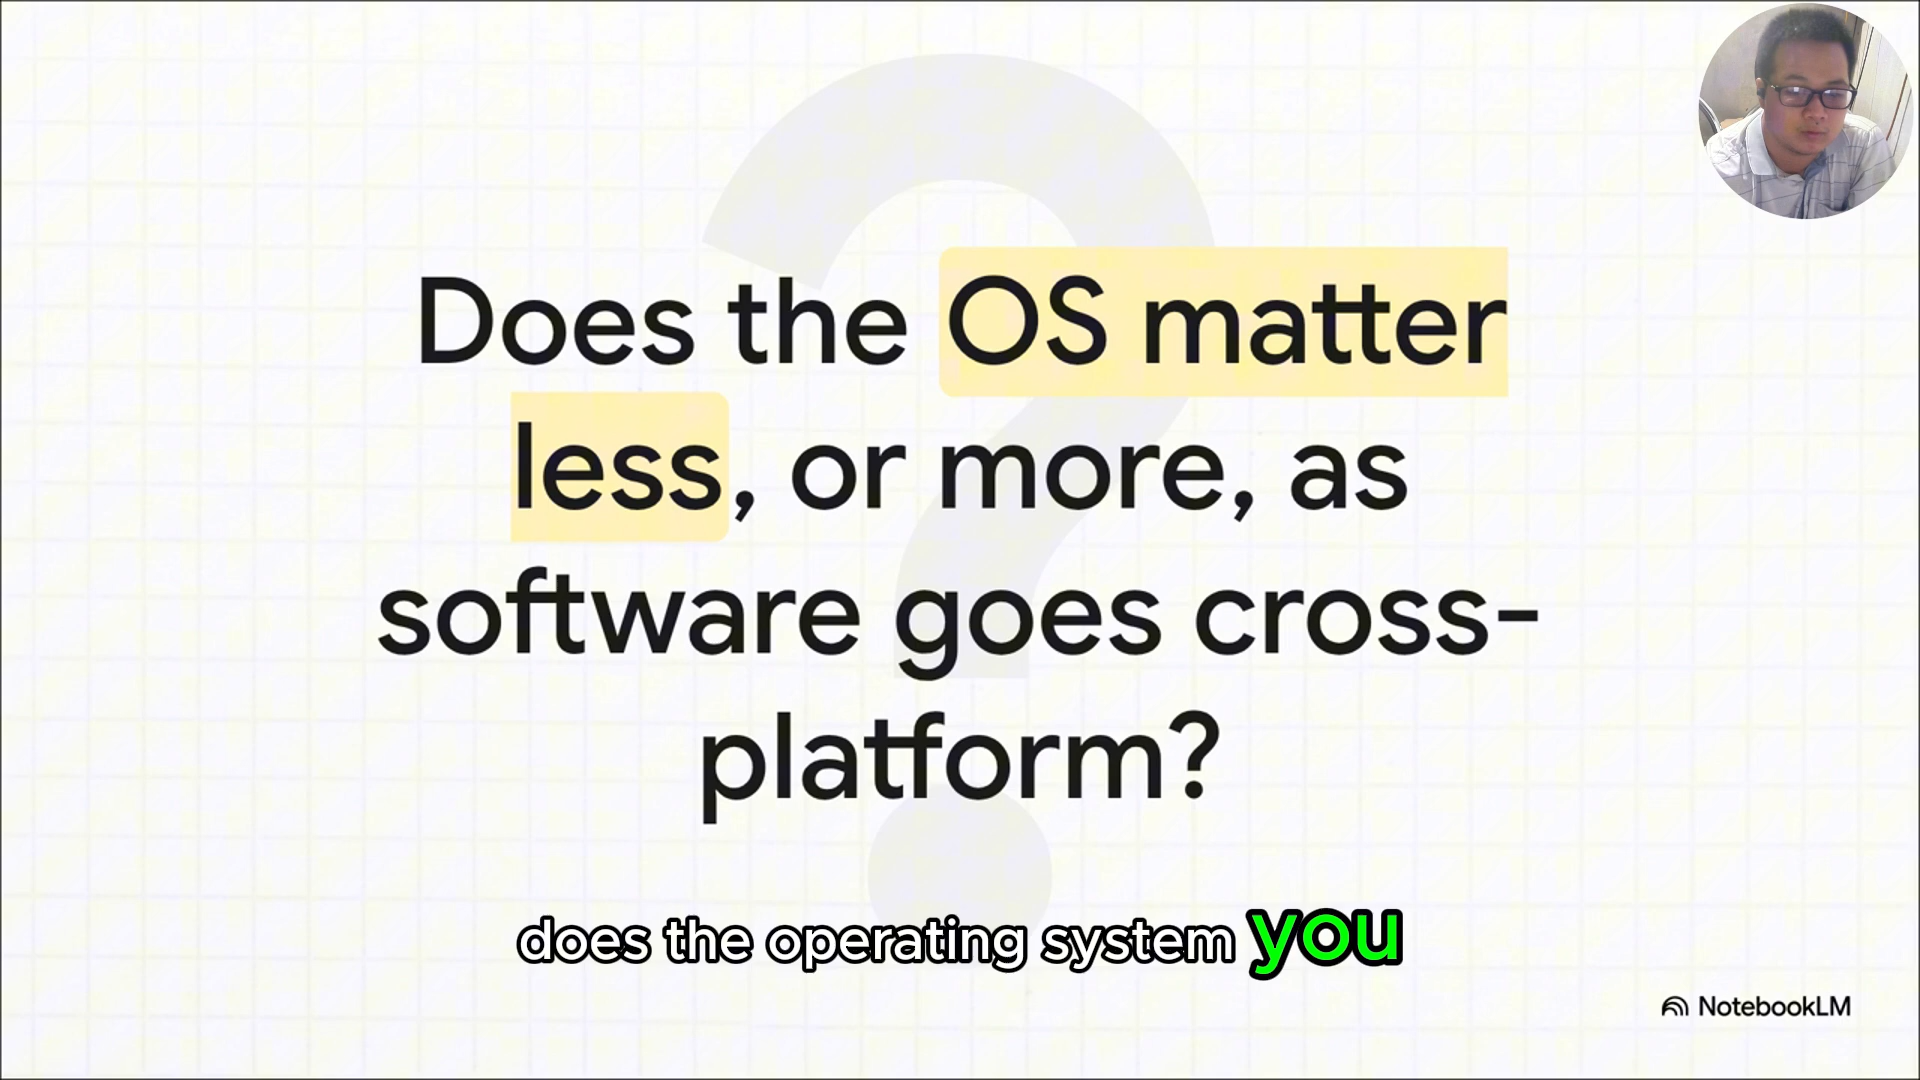 Does the OS matter
less, or more, as
software goes cross-
platform?
does the operating system you
NotebookLM